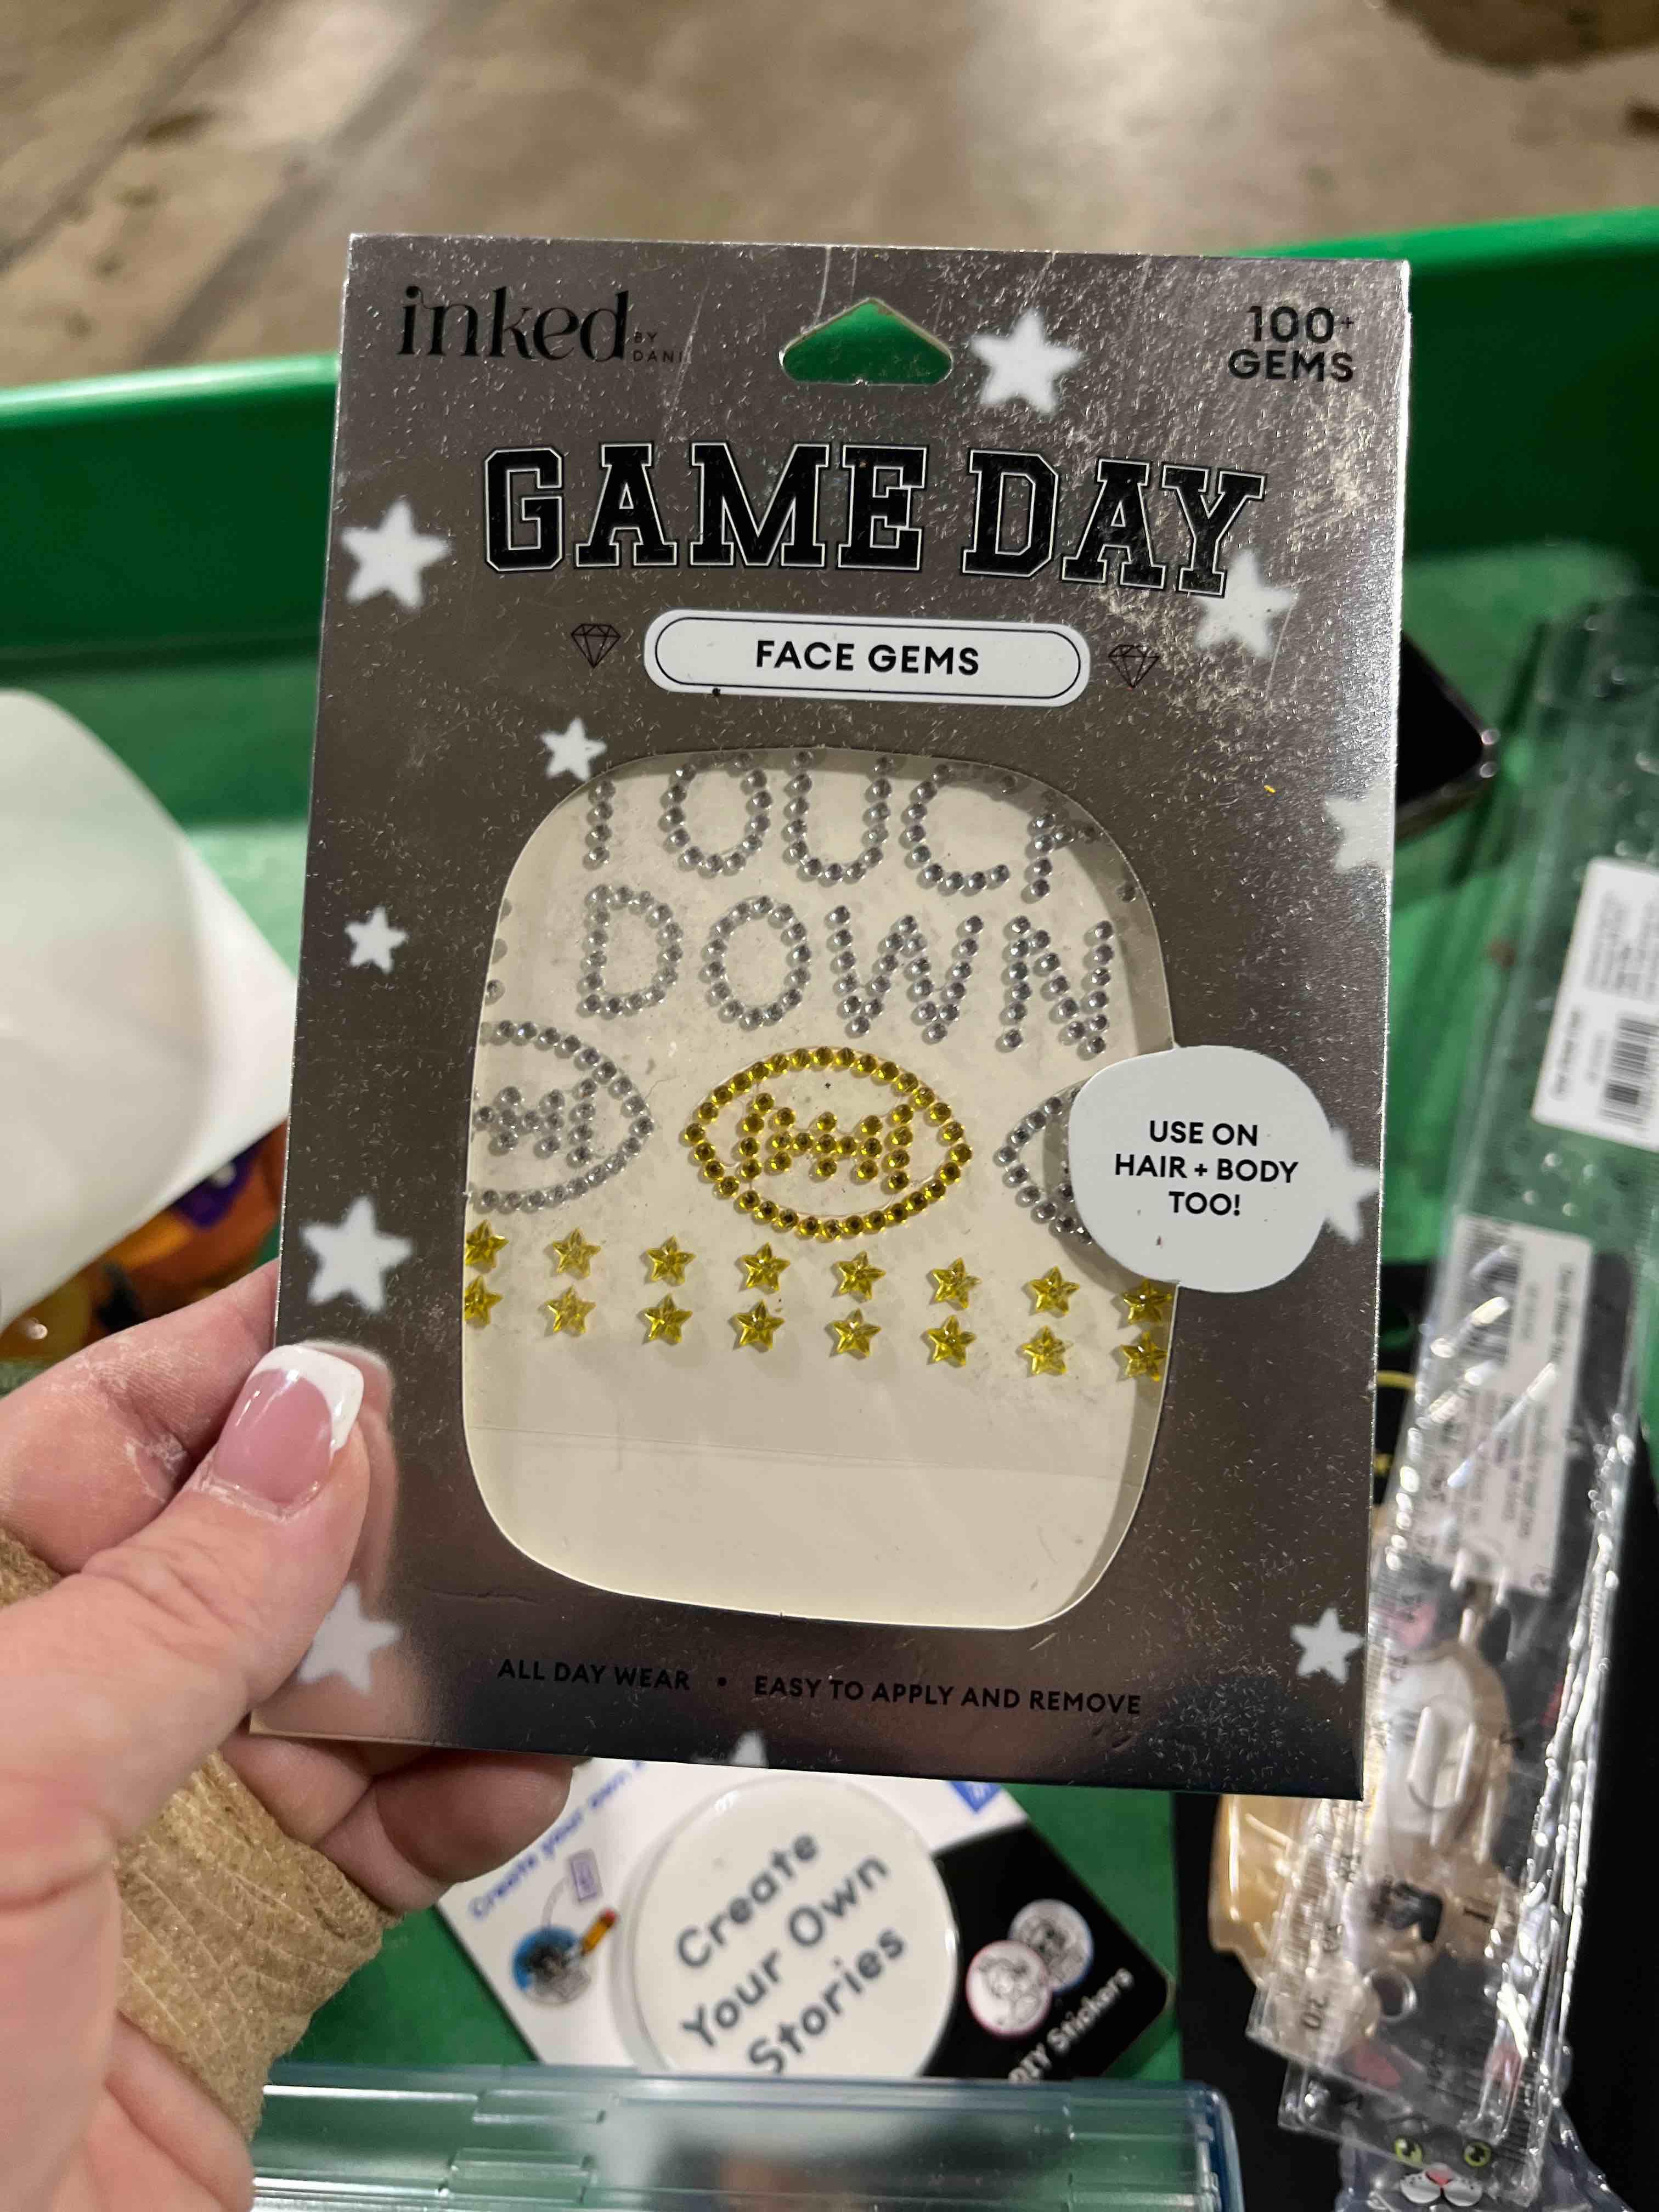 inked BY DANI
100+
GEMS
GAME DAY
FACE GEMS
TOUCH
DOWN
USE ON
HAIR + BODY
TOO!
ALL DAY WEAR • EASY TO APPLY AND REMOVE
Create your own
Create
Your Own
Stories
DIY Stickers